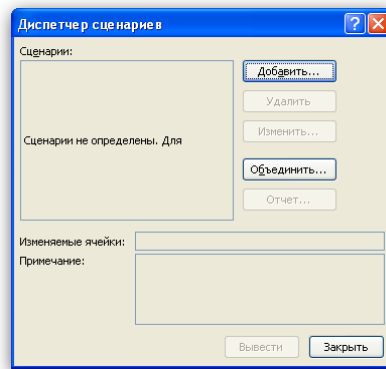 Диспетчер сценариев
Сценарии:
Добавить...
Удалить
Изменить...
Сценарии не определены. Для
Объединить...
Отчет...
Изменяемые ячейки:
Примечание:
Вывести
Закрыть